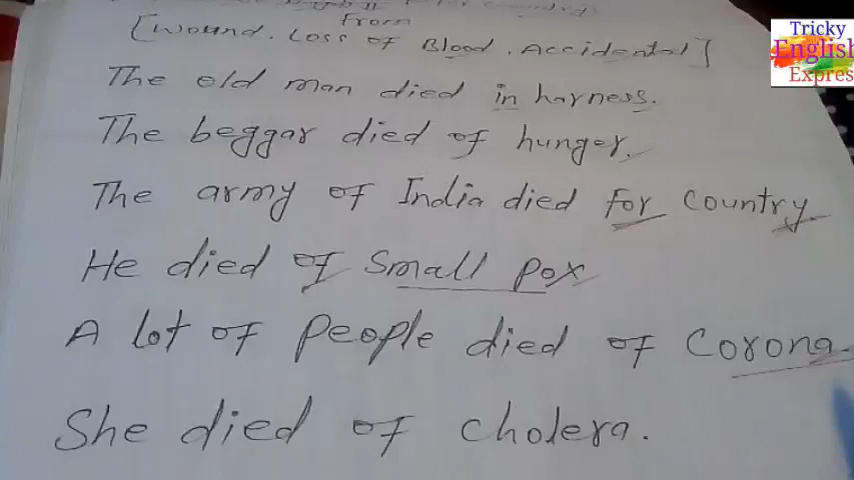 From
[Wound. Loss of Blood. Accidental]
The old man died in harness.
The beggar died of hunger.
The army of India died for country
He died of small pox
A lot of people died of Corona.
She died of cholera.
Tricky
English
Expres